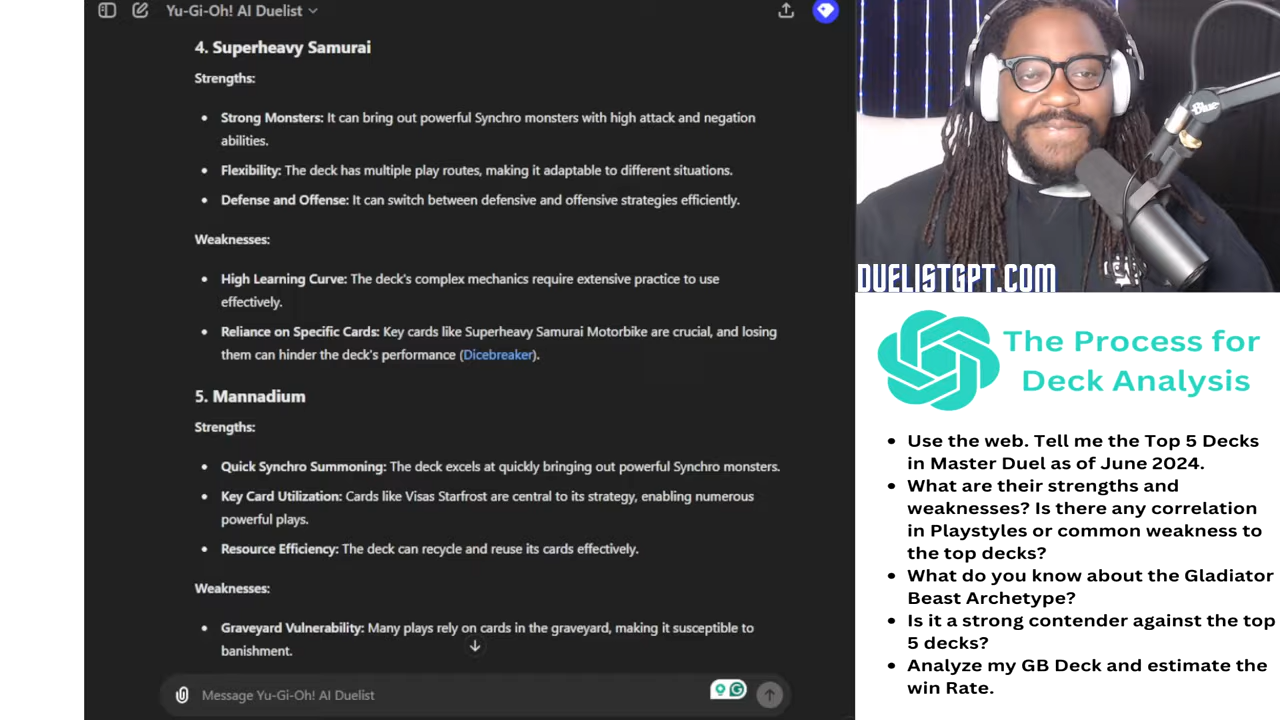 Yu-Gi-Oh! AI Duelist
4. Superheavy Samurai
Strengths:
• Strong Monsters: It can bring out powerful Synchro monsters with high attack and negation
abilities.
• Flexibility: The deck has multiple play routes, making it adaptable to different situations.
• Defense and Offense: It can switch between defensive and offensive strategies efficiently.
Weaknesses:
• High Learning Curve: The deck's complex mechanics require extensive practice to use
effectively.
• Reliance on Specific Cards: Key cards like Superheavy Samurai Motorbike are crucial, and losing
them can hinder the deck's performance (Dicebreaker).
5. Mannadium
Strengths:
• Quick Synchro Summoning: The deck excels at quickly bringing out powerful Synchro monsters.
• Key Card Utilization: Cards like Visas Starfrost are central to its strategy, enabling numerous
powerful plays.
• Resource Efficiency: The deck can recycle and reuse its cards effectively.
Weaknesses:
• Graveyard Vulnerability: Many plays rely on cards in the graveyard, making it susceptible to
banishment.
Message Yu-Gi-Oh! AI Duelist
Blue
DUELISTGPT.COM
The Process for
Deck Analysis
• Use the web. Tell me the Top 5 Decks
in Master Duel as of June 2024.
• What are their strengths and
weaknesses? Is there any correlation
in Playstyles or common weakness to
the top decks?
• What do you know about the Gladiator
Beast Archetype?
• Is it a strong contender against the top
5 decks?
• Analyze my GB Deck and estimate the
win Rate.